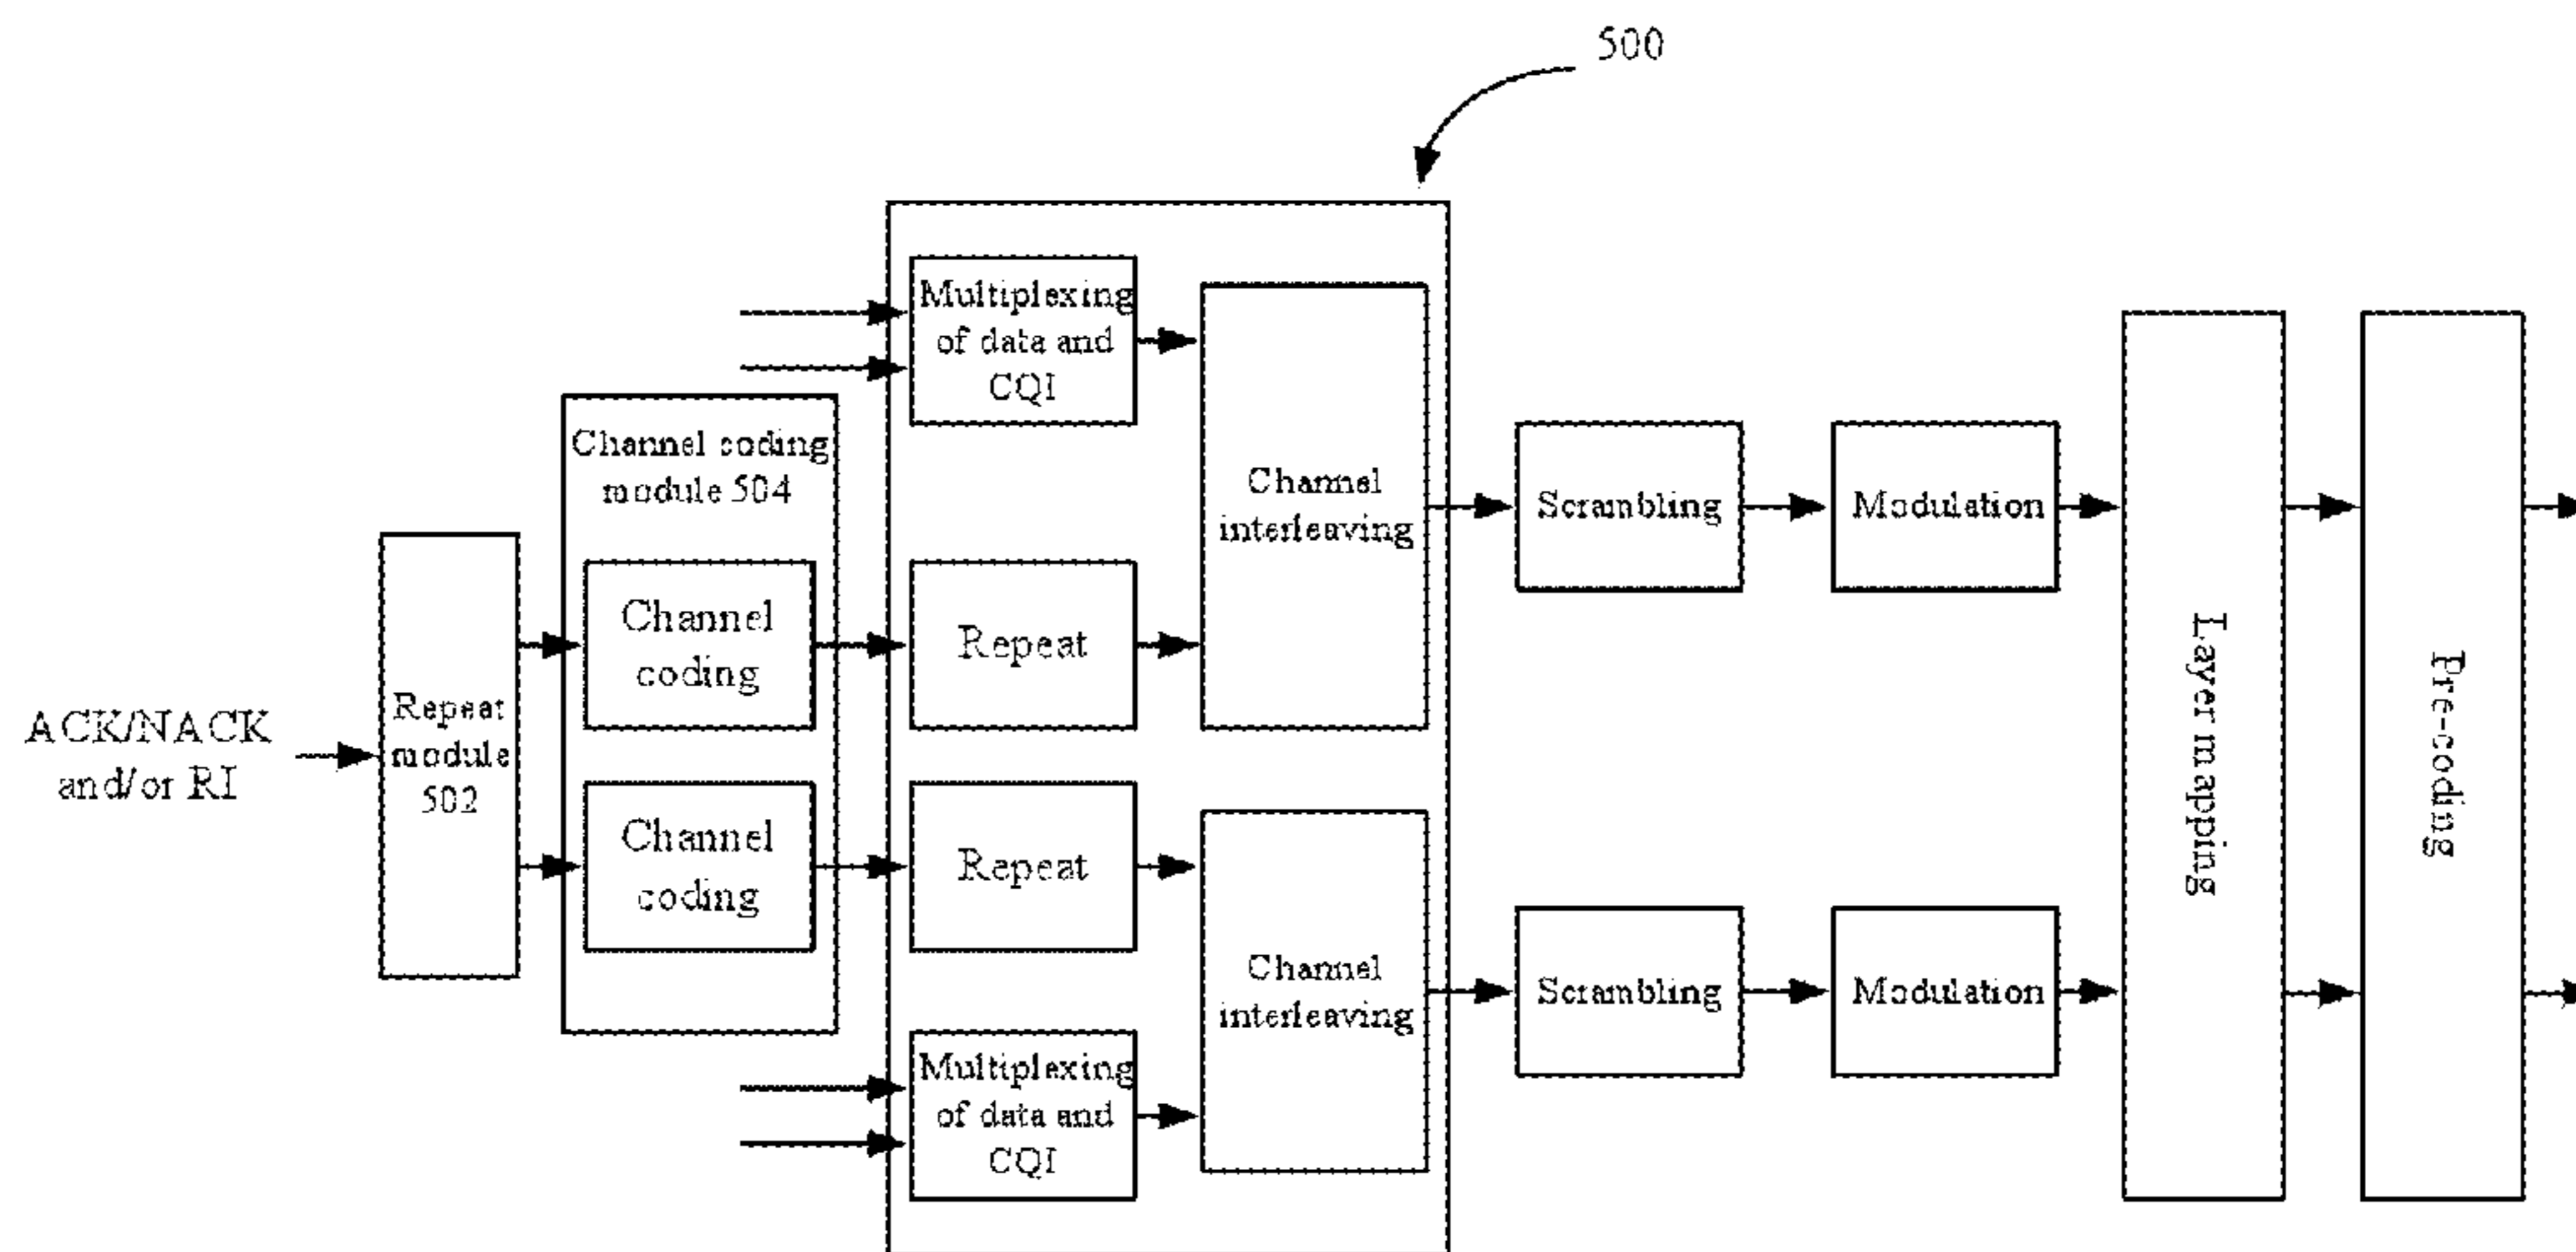 500
Multiplexing
of data and
CQI
Channel coding
module 504
Channel
interleaving
Scrambling
Modulation
Channel
coding
Repeat
ACK/NACK
and/or RI
Repeat
module
502
Layer mapping
Pre-coding
Channel
coding
Repeat
Channel
interleaving
Scrambling
Modulation
Multiplexing
of data and
CQI